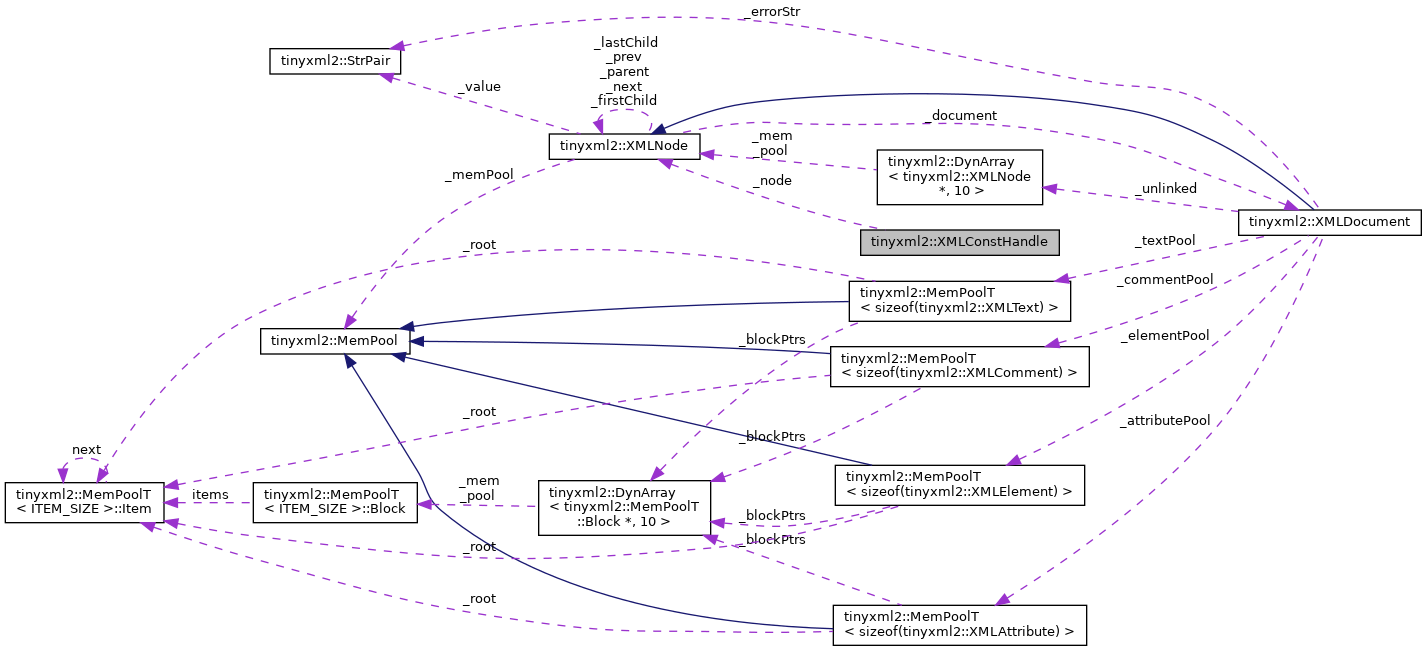 _errorStr
tinyxml2::StrPair
_lastChild
_prev
_parent
_next
_firstChild
_value
_document
tinyxml2::XMLNode
_mem
_pool
tinyxml2::DynArray
< tinyxml2::XMLNode
*, 10 >
_memPool
_node
_unlinked
tinyxml2::XMLDocument
tinyxml2::XMLConstHandle
_root
_textPool
_commentPool
tinyxml2::MemPoolT
< sizeof(tinyxml2::XMLText) >
tinyxml2::MemPool
_blockPtrs
_elementPool
tinyxml2::MemPoolT
< sizeof(tinyxml2::XMLComment) >
_root
_attributePool
_blockPtrs
next
tinyxml2::MemPoolT
< sizeof(tinyxml2::XMLElement) >
tinyxml2::MemPoolT
< ITEM_SIZE >::Item
items
tinyxml2::MemPoolT
< ITEM_SIZE >::Block
_mem
_pool
tinyxml2::DynArray
< tinyxml2::MemPoolT
::Block *, 10 >
_blockPtrs
_blockPtrs
_root
_root
tinyxml2::MemPoolT
< sizeof(tinyxml2::XMLAttribute) >